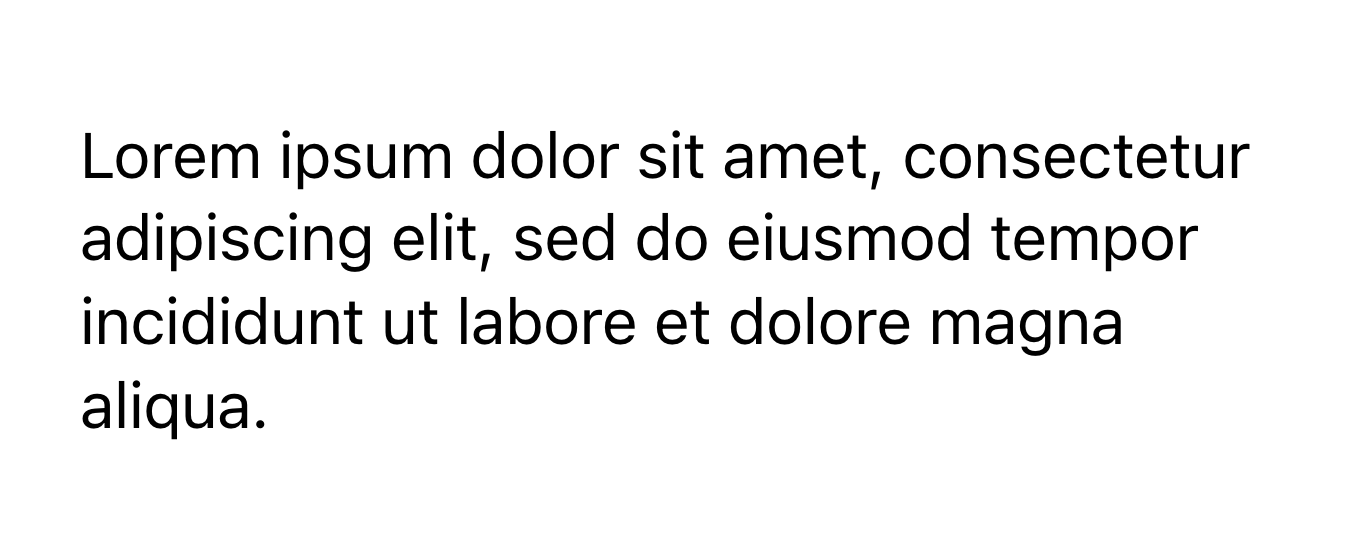 Lorem ipsum dolor sit amet, consectetur
adipiscing elit, sed do eiusmod tempor
incididunt ut labore et dolore magna
aliqua.